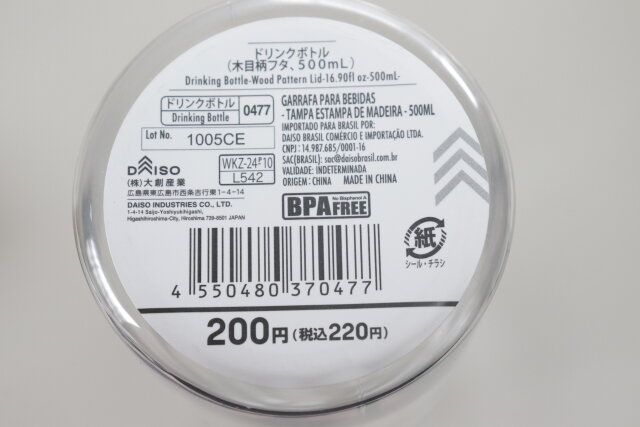 ドリンクボトル
(木目柄フタ、500mL)
Drinking Bottle-Wood Pattern Lid-16.90fl oz-500mL-
ドリンクボトル
Drinking Bottle
0477
Lot No. 1005CE
DAISO
(株)大創産業
広島県東広島市西条吉行東1-4-14
DAISO INDUSTRIES CO., LTD.
1-4-14 Saijo-Yoshiyukihigashi,
Higashihiroshima-City, Hiroshima 739-8501 JAPAN
WKZ-24#10
L542
GARRAFA PARA BEBIDAS
- TAMPA ESTAMPA DE MADEIRA - 500ML
IMPORTADO PARA BRASIL POR:
DAISO BRASIL COMÉRCIO E IMPORTAÇÃO LTDA.
CNPJ: 14.987.685/0001-16
SAC(BRASIL): sac@daisobrasil.com.br
VALIDADE: INDETERMINADA
ORIGEM: CHINA MADE IN CHINA
BPA No Bisphenol A FREE
紙
シール・チラシ
4 550480 370477
200円(税込220円)